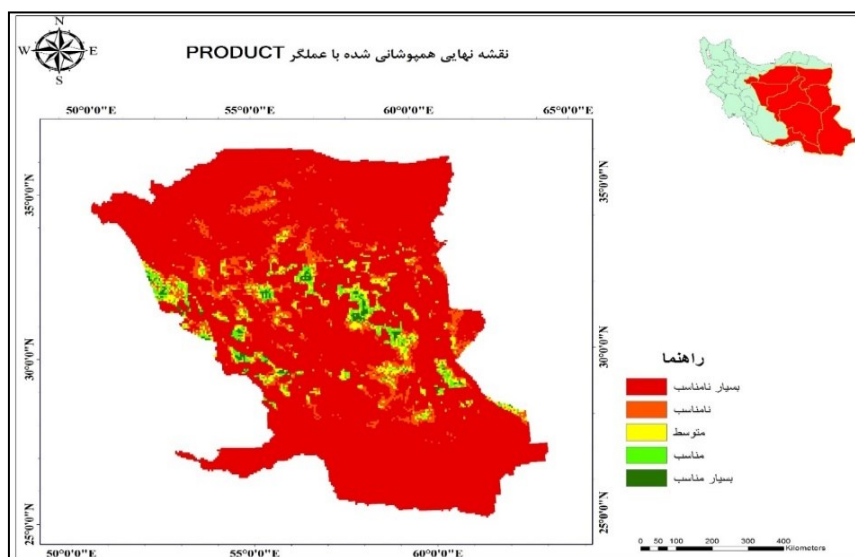 N
W E
S
نقشه نهایی همپوشانی شده با عملگر PRODUCT
50°0'0"E 55°0'0"E 60°0'0"E 65°0'0"E
35°0'0"N
35°0'0"N
30°0'0"N
30°0'0"N
25°0'0"N
25°0'0"N
50°0'0"E 55°0'0"E 60°0'0"E
راهنما
بسیار نامناسب
نامناسب
متوسط
مناسب
بسیار مناسب
0 50 100 200 300 400
Kilometers